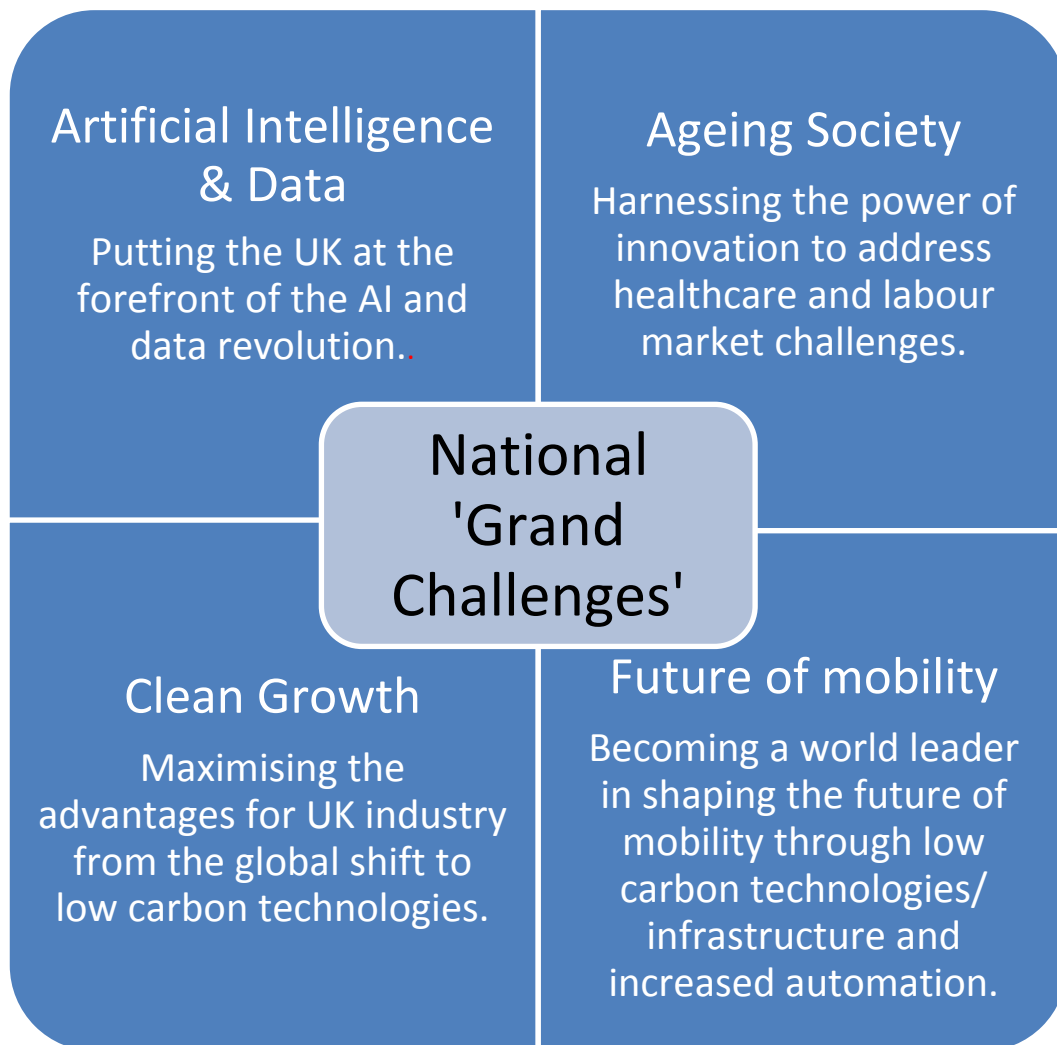 Artificial Intelligence
& Data
Putting the UK at the
forefront of the AI and
data revolution..
Ageing Society
Harnessing the power of
innovation to address
healthcare and labour
market challenges.
National
'Grand
Challenges'
Clean Growth
Maximising the
advantages for UK industry
from the global shift to
low carbon technologies.
Future of mobility
Becoming a world leader
in shaping the future of
mobility through low
carbon technologies/
infrastructure and
increased automation.